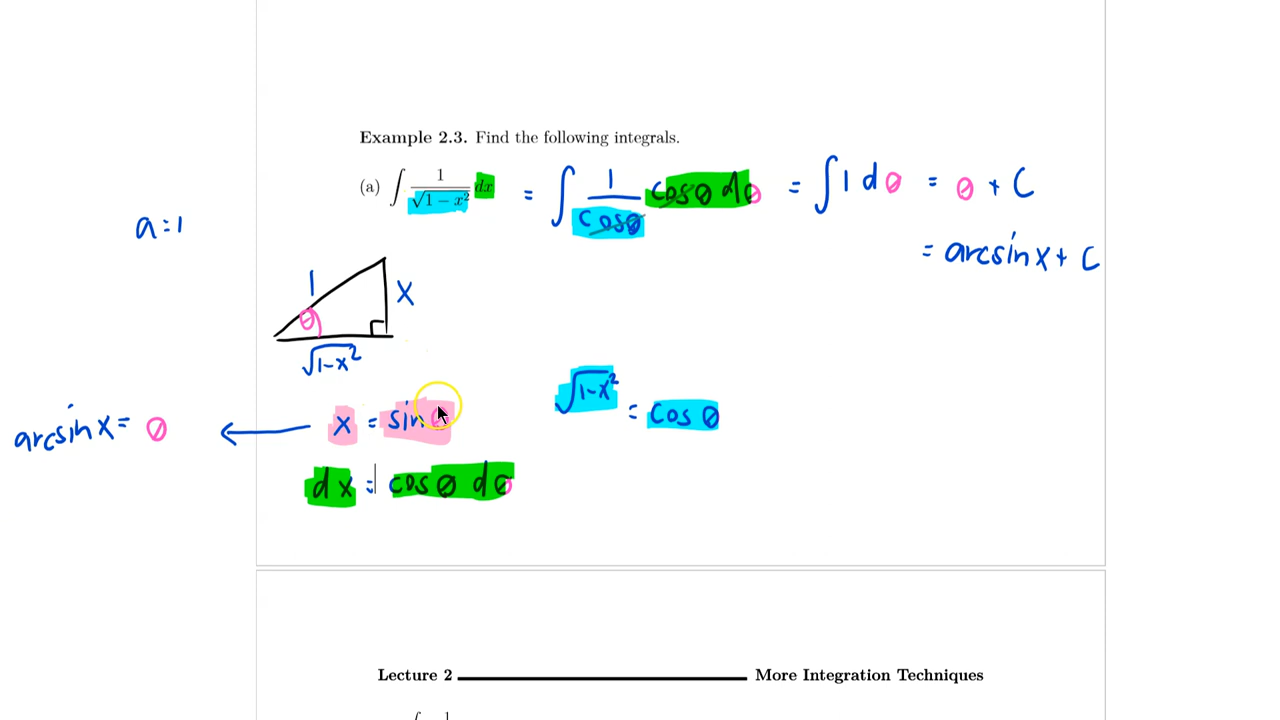 Example 2.3. Find the following integrals.
(a) ∫ 1/√(1 − x²) dx = ∫ 1/cosθ cosθ dθ = ∫ 1 dθ = θ + C
= arcsin x + C
a = 1
1
x
θ
√(1-x²)
√(1-x²) = cos θ
arcsin x = θ ← x = sin
dx = cos θ dθ
Lecture 2 More Integration Techniques